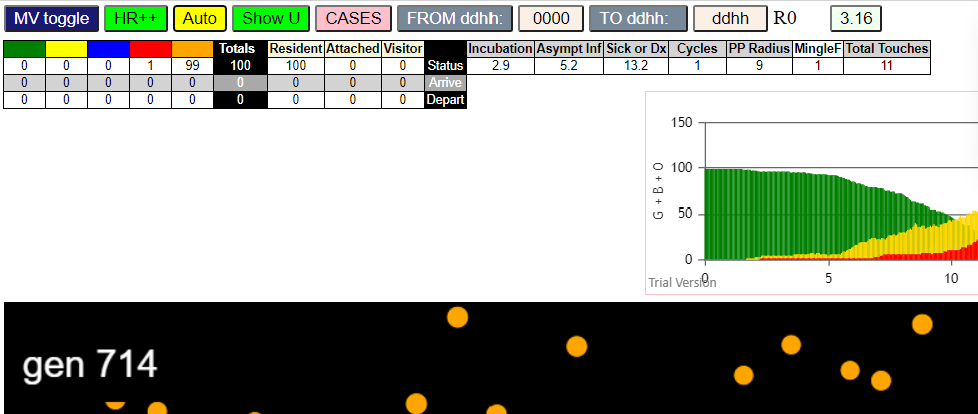 MV toggle HR++ Auto Show U CASES FROM ddhh: 0000 TO ddhh: ddhh R0 3.16
Totals Resident Attached Visitor Incubation Asympt Inf Sick or Dx Cycles PP Radius MingleF Total Touches
0 0 0 1 99 100 100 0 0 Status 2.9 5.2 13.2 1 9 1 11
0 0 0 0 0 0 0 0 0 Arrive
0 0 0 0 0 0 0 0 0 Depart
150
100
50
0
G + B + O
0 5 10
Trial Version
gen 714